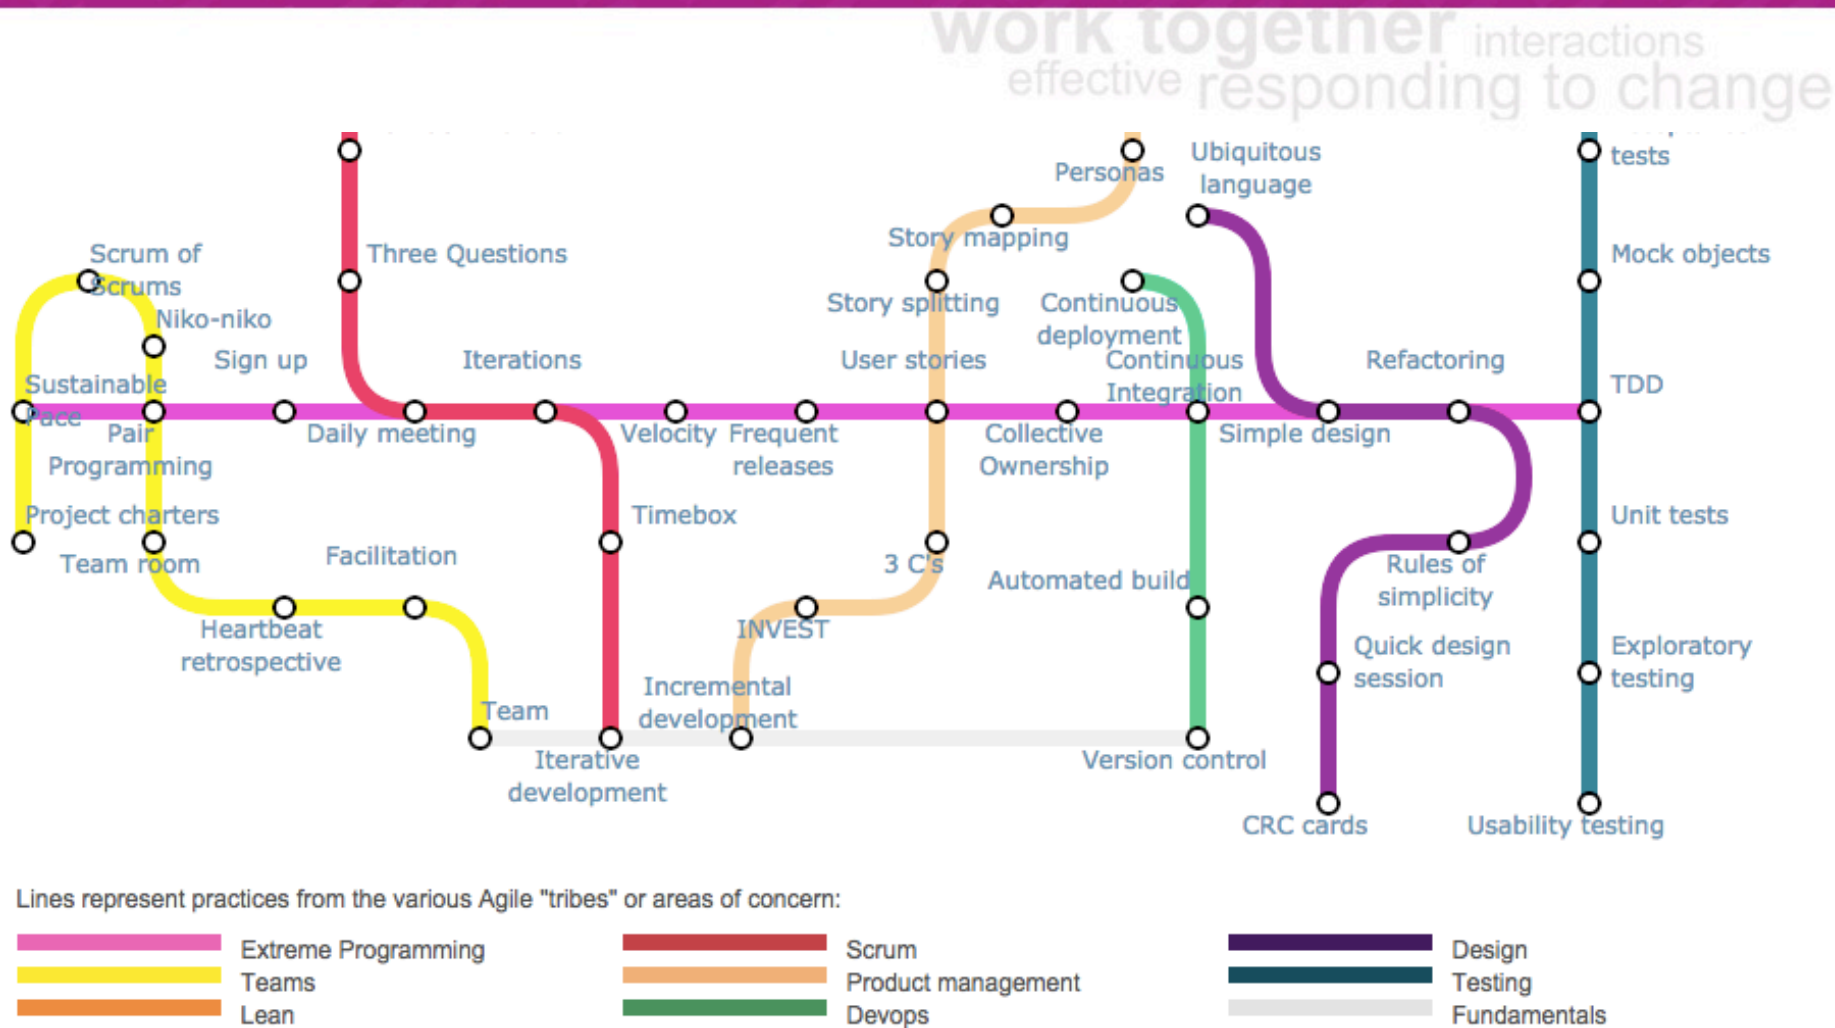 work together interactions
effective responding to change
Personas
Ubiquitous
language
tests
Story mapping
Scrum of
Scrums
Three Questions
Mock objects
Story splitting
Continuous
deployment
Niko-niko
Sign up
Iterations
User stories
Continuous
Integration
Refactoring
Sustainable
Pace
TDD
Pair
Programming
Daily meeting
Velocity
Frequent
releases
Collective
Ownership
Simple design
Project charters
Team room
Facilitation
Timebox
3 C's
Automated build
Rules of
simplicity
Unit tests
Heartbeat
retrospective
INVEST
Quick design
session
Exploratory
testing
Team
Incremental
development
Iterative
development
Version control
CRC cards
Usability testing
Lines represent practices from the various Agile "tribes" or areas of concern:
Extreme Programming
Scrum
Design
Teams
Product management
Testing
Lean
Devops
Fundamentals